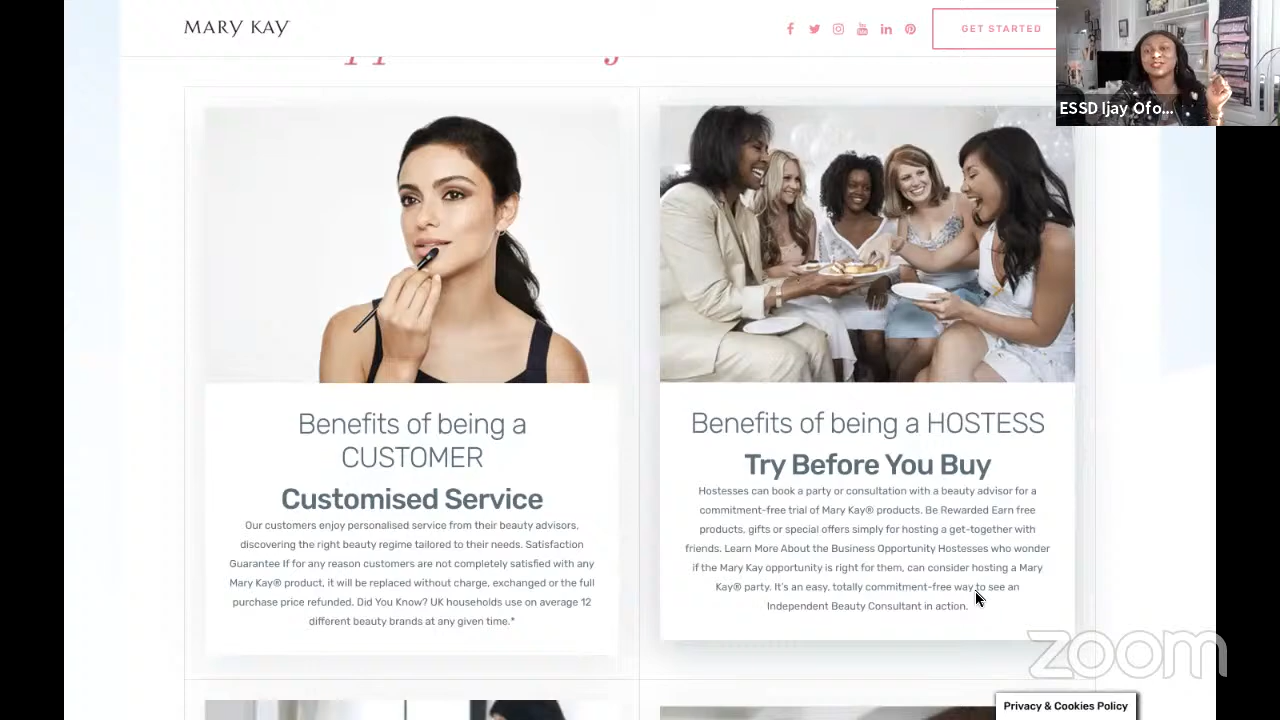 MARY KAY
GET STARTED
ESSD Ijay Ofo...
Benefits of being a
CUSTOMER
Customised Service
Our customers enjoy personalised service from their beauty advisors,
discovering the right beauty regime tailored to their needs. Satisfaction
Guarantee If for any reason customers are not completely satisfied with any
Mary Kay® product, it will be replaced without charge, exchanged or the full
purchase price refunded. Did You Know? UK households use on average 12
different beauty brands at any given time.*
Benefits of being a HOSTESS
Try Before You Buy
Hostesses can book a party or consultation with a beauty advisor for a
commitment-free trial of Mary Kay® products. Be Rewarded Earn free
products, gifts or special offers simply for hosting a get-together with
friends. Learn More About the Business Opportunity Hostesses who wonder
if the Mary Kay opportunity is right for them, can consider hosting a Mary
Kay® party. It's an easy, totally commitment-free way to see an
Independent Beauty Consultant in action.
zoom
Privacy & Cookies Policy